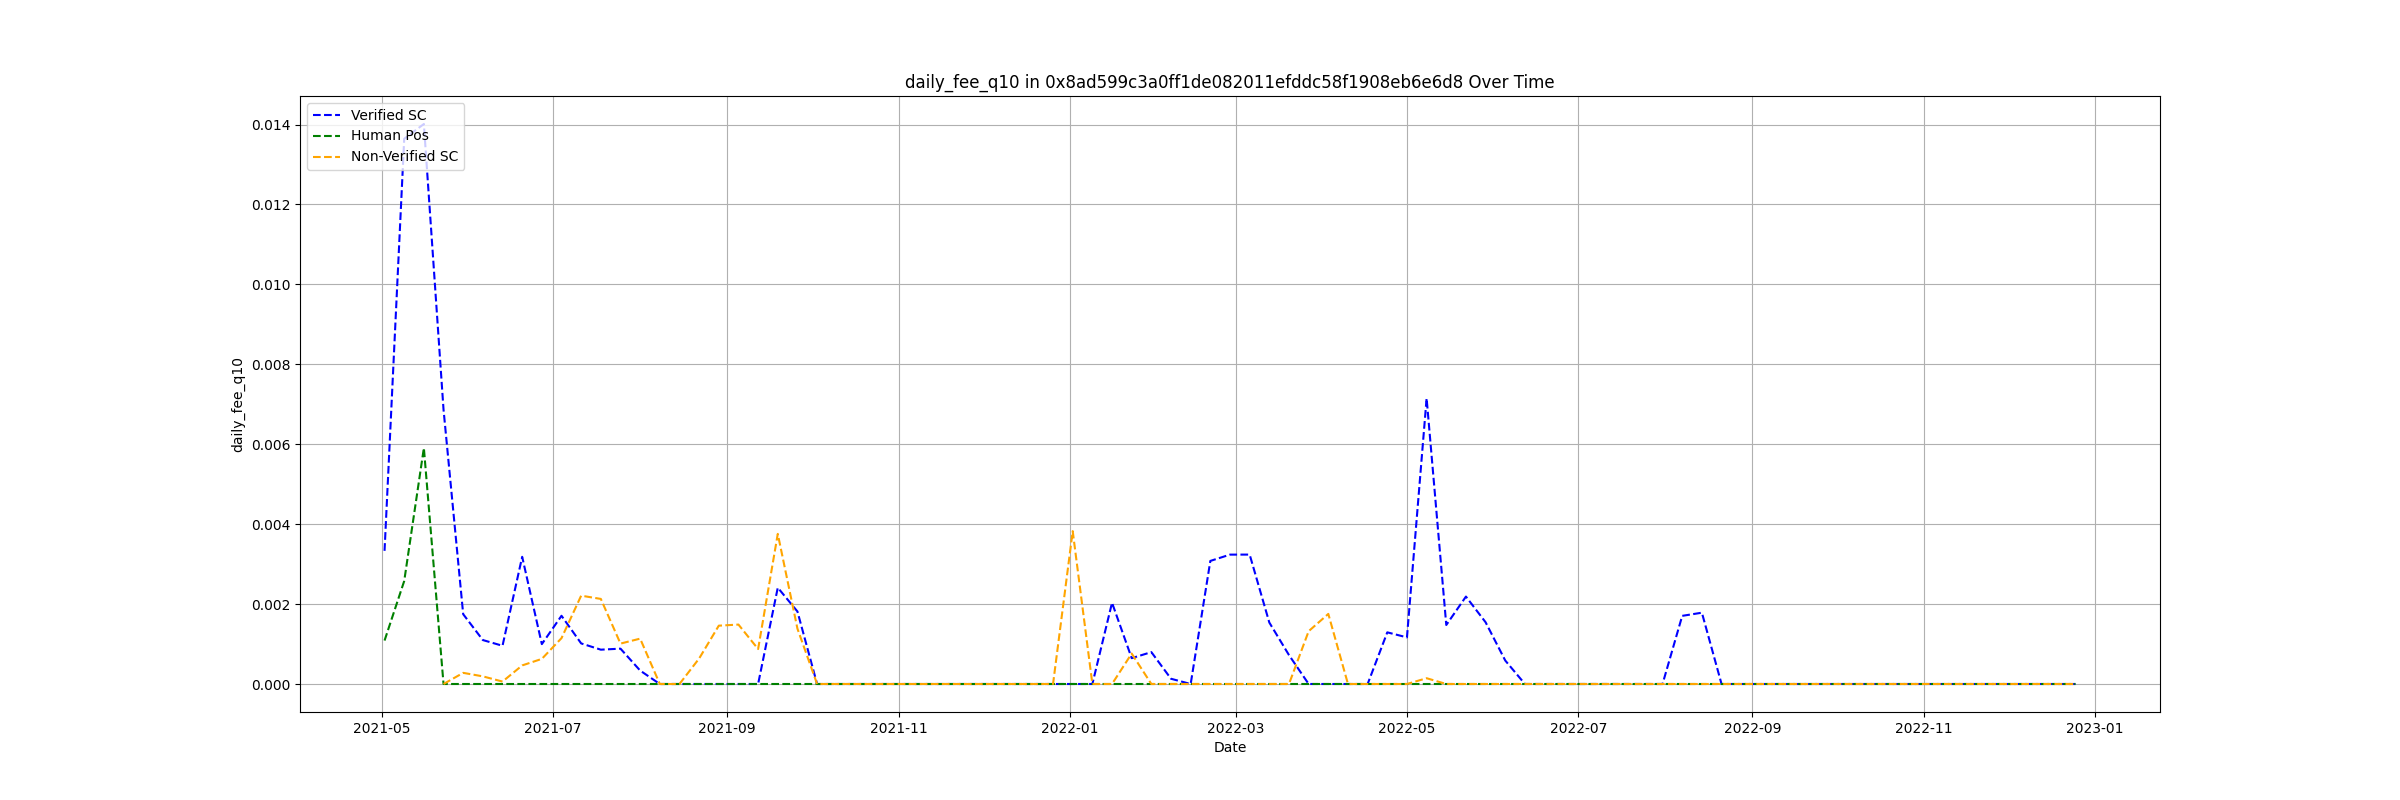 daily_fee_q10 in 0x8ad599c3a0ff1de082011efddc58f1908eb6e6d8 Over Time
Verified SC
Human Pos
Non-Verified SC
0.014
0.012
0.010
0.008
0.006
0.004
0.002
0.000
daily_fee_q10
2021-05 2021-07 2021-09 2021-11 2022-01 2022-03 2022-05 2022-07 2022-09 2022-11 2023-01
Date